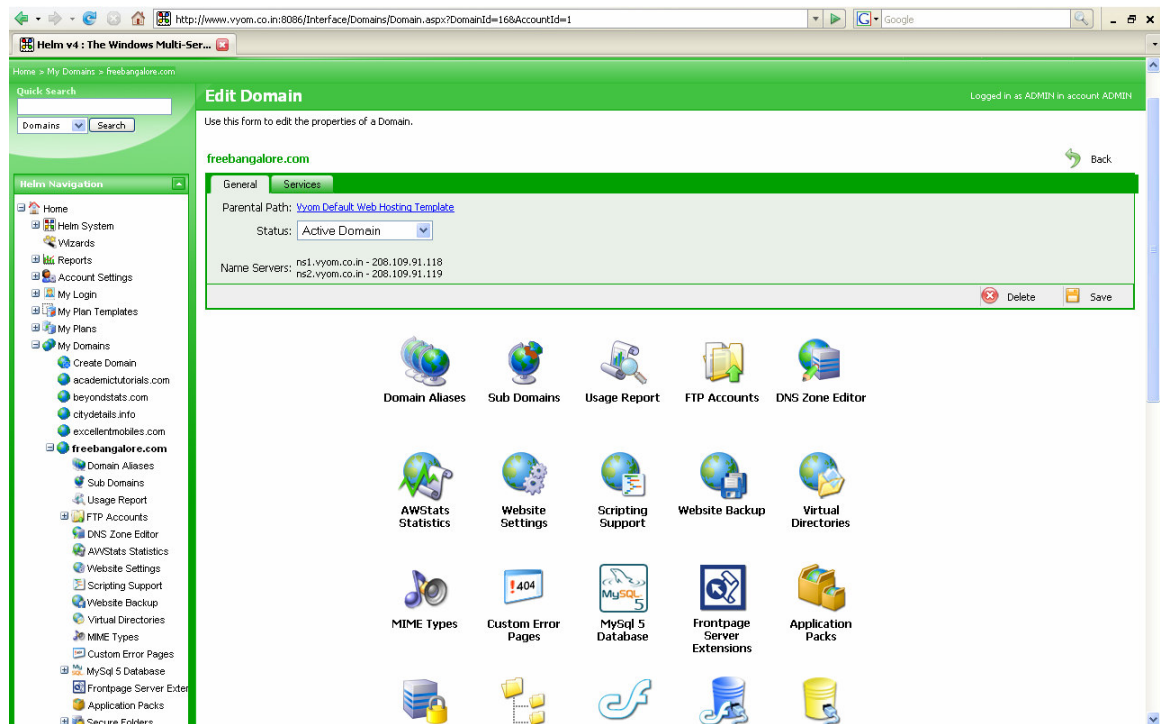 http://www.vyom.co.in:8086/Interface/Domains/Domain.aspx?DomainId=16&AccountId=1
G Google
Helm v4 : The Windows Multi-Ser...
Home > My Domains > freebangalore.com
Quick Search
Domains
Search
Edit Domain
Logged in as ADMIN in account ADMIN
Use this form to edit the properties of a Domain.
freebangalore.com
Back
General
Services
Parental Path: Vyom Default Web Hosting Template
Status: Active Domain
Name Servers: ns1.vyom.co.in - 208.109.91.118
ns2.vyom.co.in - 208.109.91.119
Delete
Save
Helm Navigation
Home
Helm System
Wizards
Reports
Account Settings
My Login
My Plan Templates
My Plans
My Domains
Create Domain
academictutorials.com
beyondstats.com
citydetails.info
excellentmobiles.com
freebangalore.com
Domain Aliases
Sub Domains
Usage Report
FTP Accounts
DNS Zone Editor
AWStats Statistics
Website Settings
Scripting Support
Website Backup
Virtual Directories
MIME Types
Custom Error Pages
MySql 5 Database
Frontpage Server Exter
Application Packs
Secure Folders
Domain Aliases
Sub Domains
Usage Report
FTP Accounts
DNS Zone Editor
AWStats
Statistics
Website
Settings
Scripting
Support
Website Backup
Virtual
Directories
MIME Types
!404
Custom Error
Pages
MySQL
5
MySql 5
Database
Frontpage
Server
Extensions
Application
Packs